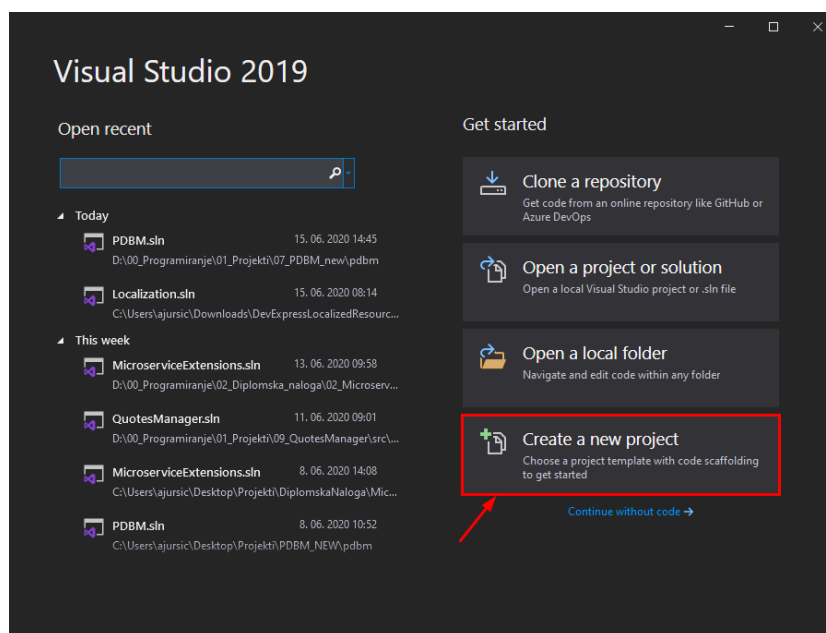 Visual Studio 2019
Open recent
Today
PDBM.sln 15. 06. 2020 14:45
D:\00_Programiranje\01_Projekti\07_PDBM_new\pdbm
Localization.sln 15. 06. 2020 08:14
C:\Users\ajursic\Downloads\DevExpressLocalizedResourc...
This week
MicroserviceExtensions.sln 13. 06. 2020 09:58
D:\00_Programiranje\02_Diplomska_naloga\02_Microserv...
QuotesManager.sln 11. 06. 2020 09:01
D:\00_Programiranje\01_Projekti\09_QuotesManager\src\...
MicroserviceExtensions.sln 8. 06. 2020 14:08
C:\Users\ajursic\Desktop\Projekti\DiplomskaNaloga\Mic...
PDBM.sln 8. 06. 2020 10:52
C:\Users\ajursic\Desktop\Projekti\PDBM_NEW\pdbm
Get started
Clone a repository
Get code from an online repository like GitHub or
Azure DevOps
Open a project or solution
Open a local Visual Studio project or .sln file
Open a local folder
Navigate and edit code within any folder
Create a new project
Choose a project template with code scaffolding
to get started
Continue without code →